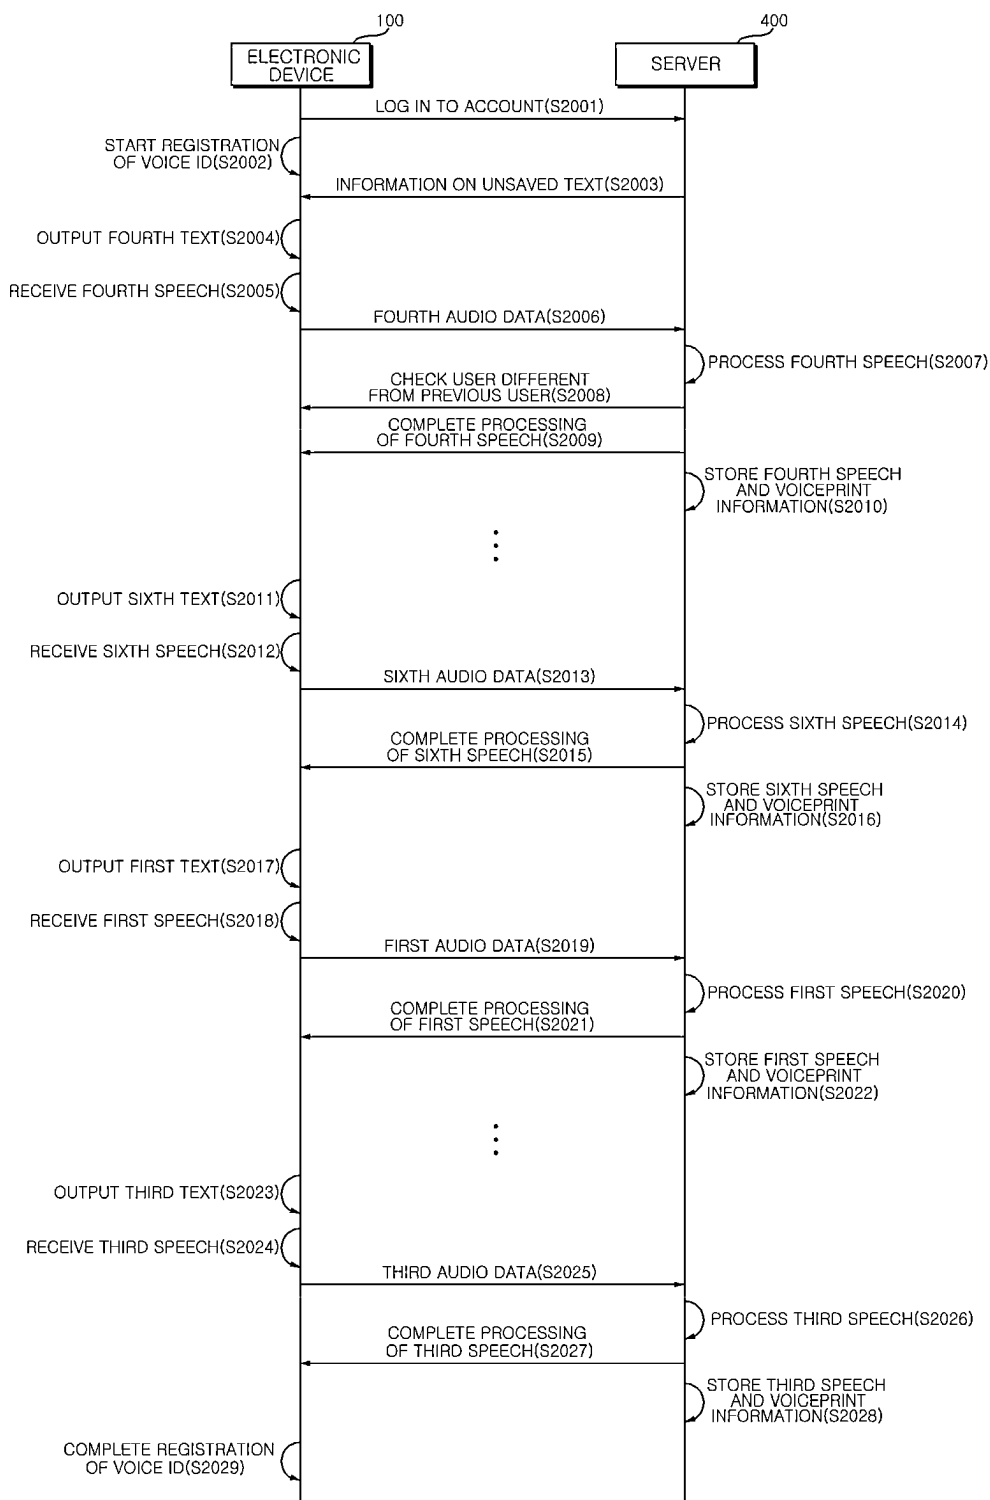 100
400
ELECTRONIC
DEVICE
SERVER
LOG IN TO ACCOUNT(S2001)
START REGISTRATION
OF VOICE ID(S2002)
INFORMATION ON UNSAVED TEXT(S2003)
OUTPUT FOURTH TEXT(S2004)
RECEIVE FOURTH SPEECH(S2005)
FOURTH AUDIO DATA(S2006)
PROCESS FOURTH SPEECH(S2007)
CHECK USER DIFFERENT
FROM PREVIOUS USER(S2008)
COMPLETE PROCESSING
OF FOURTH SPEECH(S2009)
STORE FOURTH SPEECH
AND VOICEPRINT
INFORMATION(S2010)
OUTPUT SIXTH TEXT(S2011)
RECEIVE SIXTH SPEECH(S2012)
SIXTH AUDIO DATA(S2013)
PROCESS SIXTH SPEECH(S2014)
COMPLETE PROCESSING
OF SIXTH SPEECH(S2015)
STORE SIXTH SPEECH
AND VOICEPRINT
INFORMATION(S2016)
OUTPUT FIRST TEXT(S2017)
RECEIVE FIRST SPEECH(S2018)
FIRST AUDIO DATA(S2019)
PROCESS FIRST SPEECH(S2020)
COMPLETE PROCESSING
OF FIRST SPEECH(S2021)
STORE FIRST SPEECH
AND VOICEPRINT
INFORMATION(S2022)
OUTPUT THIRD TEXT(S2023)
RECEIVE THIRD SPEECH(S2024)
THIRD AUDIO DATA(S2025)
PROCESS THIRD SPEECH(S2026)
COMPLETE PROCESSING
OF THIRD SPEECH(S2027)
STORE THIRD SPEECH
AND VOICEPRINT
INFORMATION(S2028)
COMPLETE REGISTRATION
OF VOICE ID(S2029)